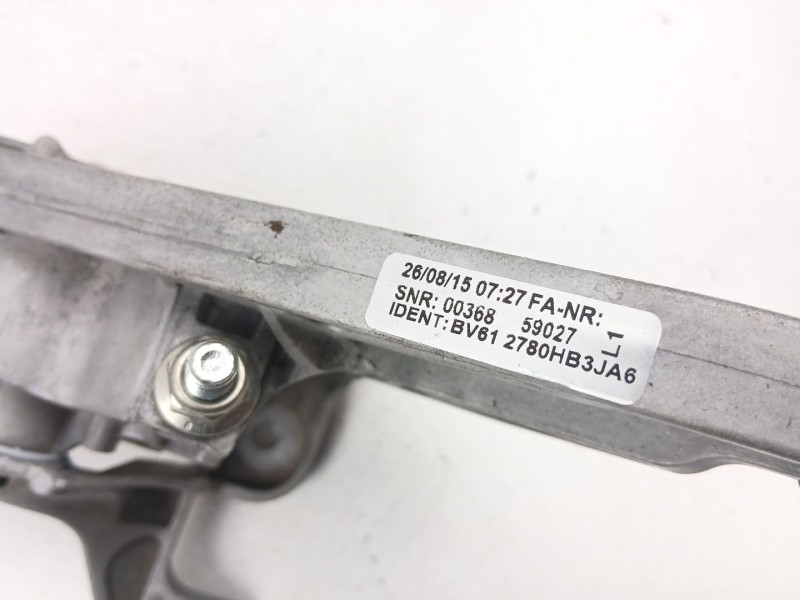 26/08/15 07:27 FA-NR:
SNR: 00368 59027
IDENT: BV61 2780HB3JA6
L1